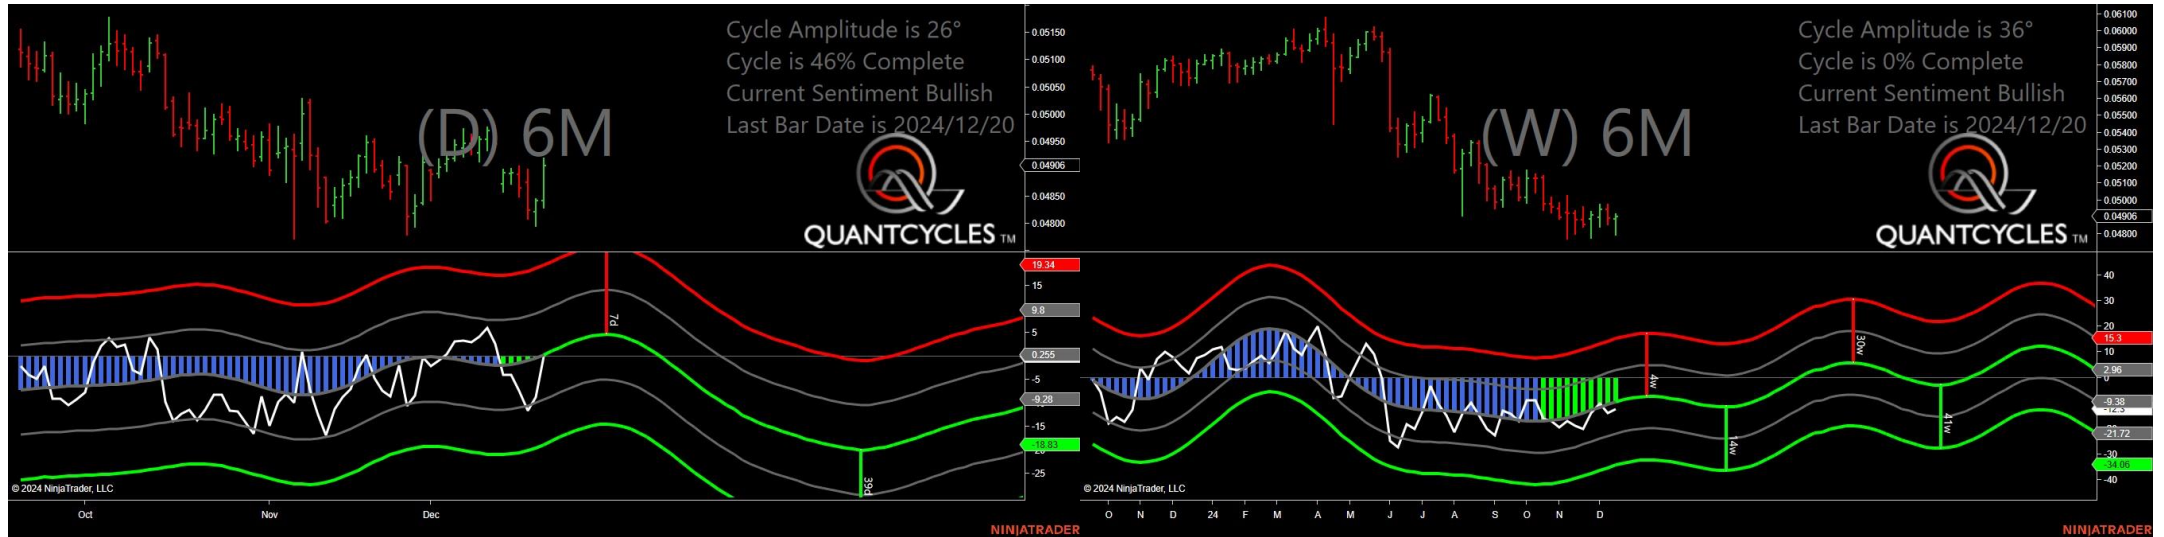 Cycle Amplitude is 26°
Cycle is 46% Complete
Current Sentiment Bullish
Last Bar Date is 2024/12/20
(D) 6M
QUANTCYCLES TM
0.05150
0.05100
0.05050
0.05000
0.04950
0.04906
0.04850
0.04800
19.34
15
9.8
5
0.255
-5
-9.28
-15
-18.83
-25
7d
39d
© 2024 NinjaTrader, LLC
Oct Nov Dec
NINJATRADER
Cycle Amplitude is 36°
Cycle is 0% Complete
Current Sentiment Bullish
Last Bar Date is 2024/12/20
(W) 6M
QUANTCYCLES TM
0.06100
0.06000
0.05900
0.05800
0.05700
0.05600
0.05500
0.05400
0.05300
0.05200
0.05100
0.05000
0.04906
0.04800
40
30
20
15.3
10
2.96
0
-9.38
-12.3
-21.72
-30
-34.06
-40
4w
14w
30w
41w
© 2024 NinjaTrader, LLC
O N D 24 F M A M J J A S O N D
NINJATRADER